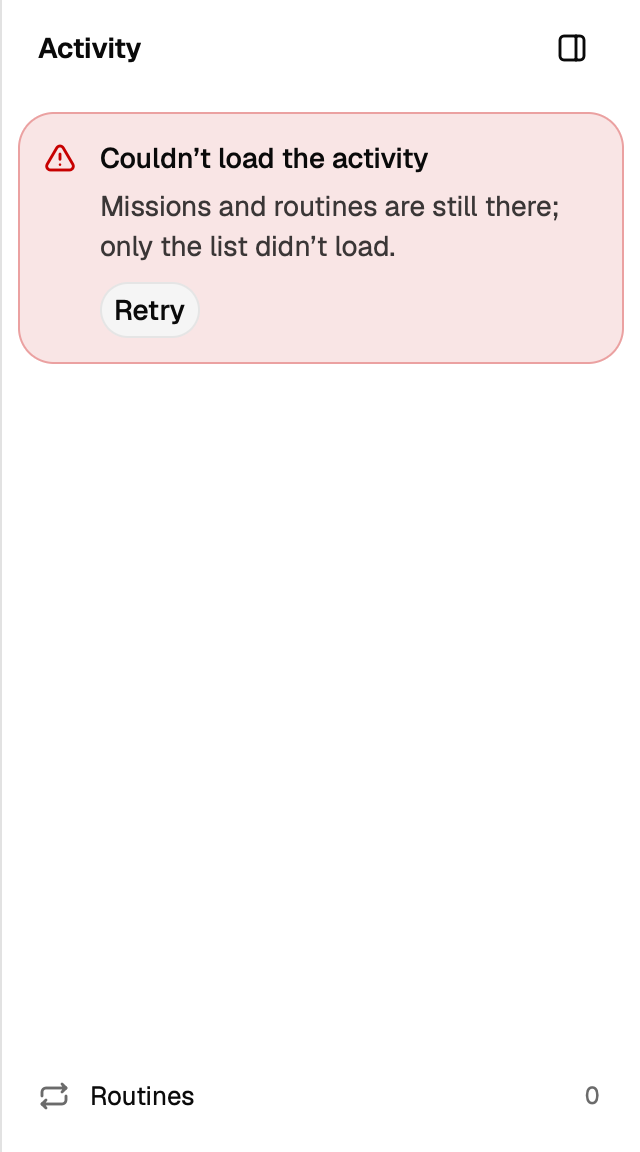 Activity
Couldn’t load the activity
Missions and routines are still there;
only the list didn’t load.
Retry
Routines 0